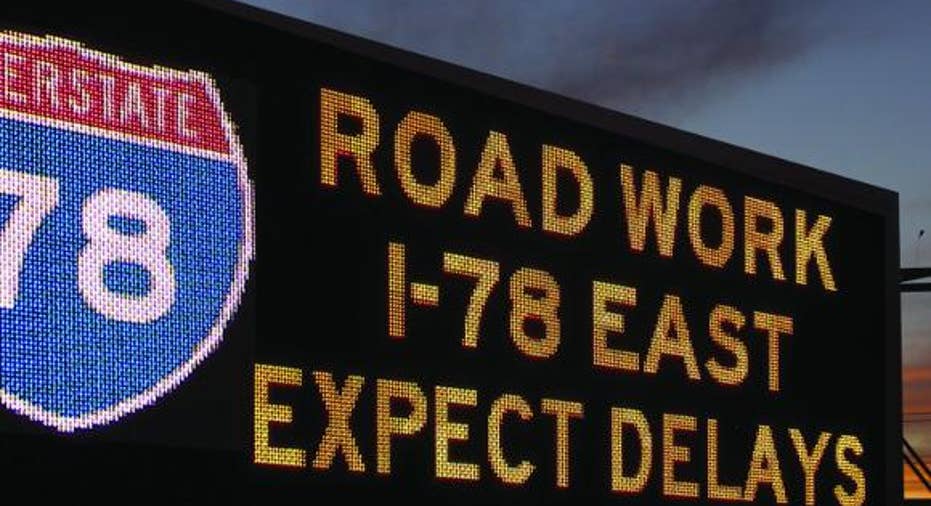 ERSTATE
78
ROAD WORK
I-78 EAST
EXPECT DELAYS